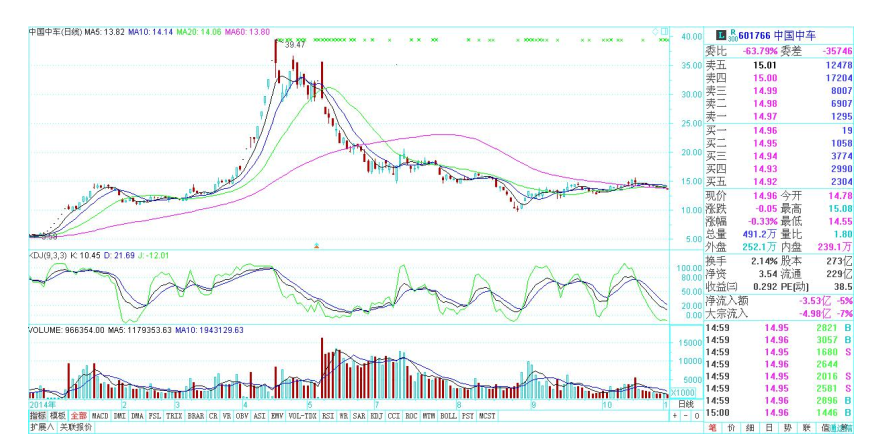 中国中车(日线) MA5: 13.82 MA10: 14.14 MA20: 14.06 MA60: 13.80
39.47
40.00
35.00
30.00
25.00
20.00
15.00
10.00
5.00
KDJ(9,3,3) K: 10.45 D: 21.69 J: -12.01
100.00
80.00
50.00
20.00
0.00
VOLUME: 966354.00 MA5: 1179353.63 MA10: 1943129.63
15000
10000
5000
X1000
2014年 2 3 4 5 7 8 9 10 1 日线
指标 模板 全部 MACD DMI DMA FSL TRIX BRAR CR VR OBV ASI EMV VOL-TDX RSI WR SAR KDJ CCI ROC MTM BOLL PST MCST + - 0
扩展∧ 关联报价
L R 300 601766 中国中车
委比 -63.79% 委差 -35746
卖五 15.01 12478
卖四 15.00 17204
卖三 14.99 8007
卖二 14.98 6907
卖一 14.97 1295
买一 14.96 19
买二 14.95 1058
买三 14.94 3774
买四 14.93 2990
买五 14.92 2304
现价 14.96 今开 14.78
涨跌 -0.05 最高 15.08
涨幅 -0.33% 最低 14.55
总量 491.2万 量比 1.80
外盘 252.1万 内盘 239.1万
换手 2.14% 股本 273亿
净资 3.54 流通 229亿
收益㈢ 0.292 PE(动) 38.5
净流入额 -3.53亿 -5%
大宗流入 -4.98亿 -7%
14:59 14.95 2821 B
14:59 14.96 3057 B
14:59 14.95 1680 S
14:59 14.96 2644
14:59 14.95 2016 S
14:59 14.95 2581 S
14:59 14.96 2896 B
15:00 14.96 1446 B
笔 价 细 日 势 联 值